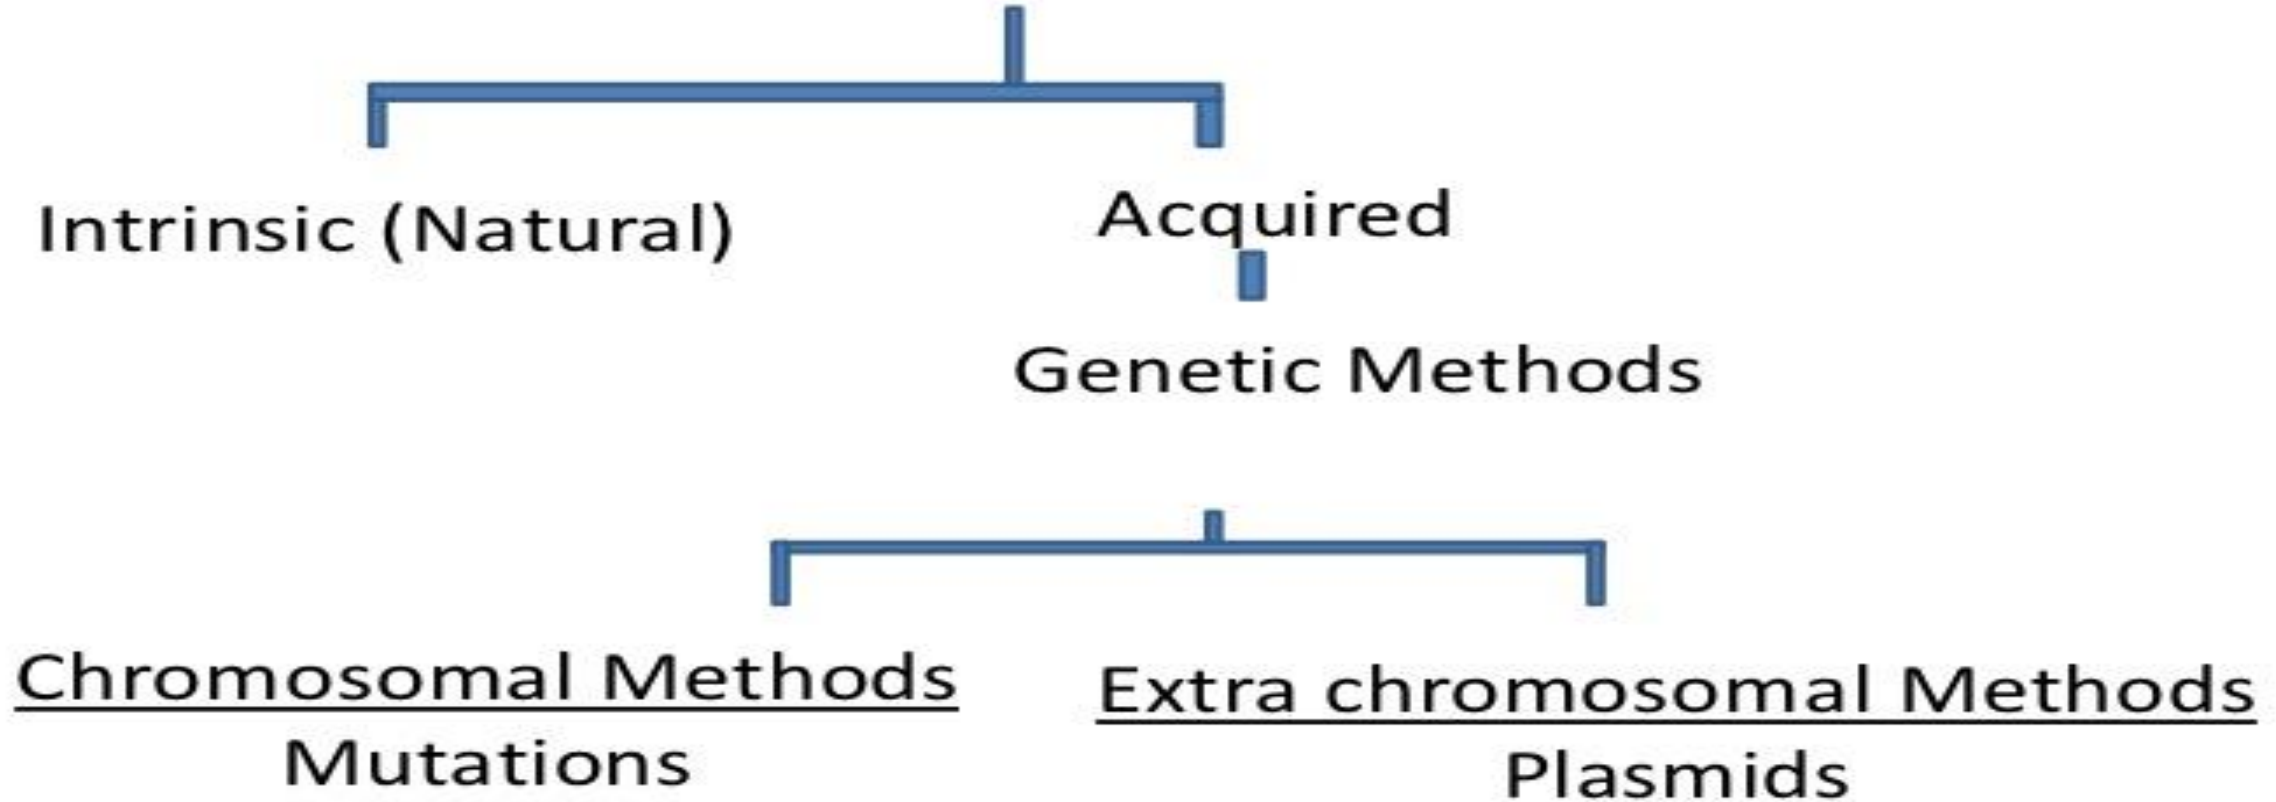 Intrinsic (Natural)
Acquired
Genetic Methods
Chromosomal Methods
Extra chromosomal Methods
Mutations
Plasmids